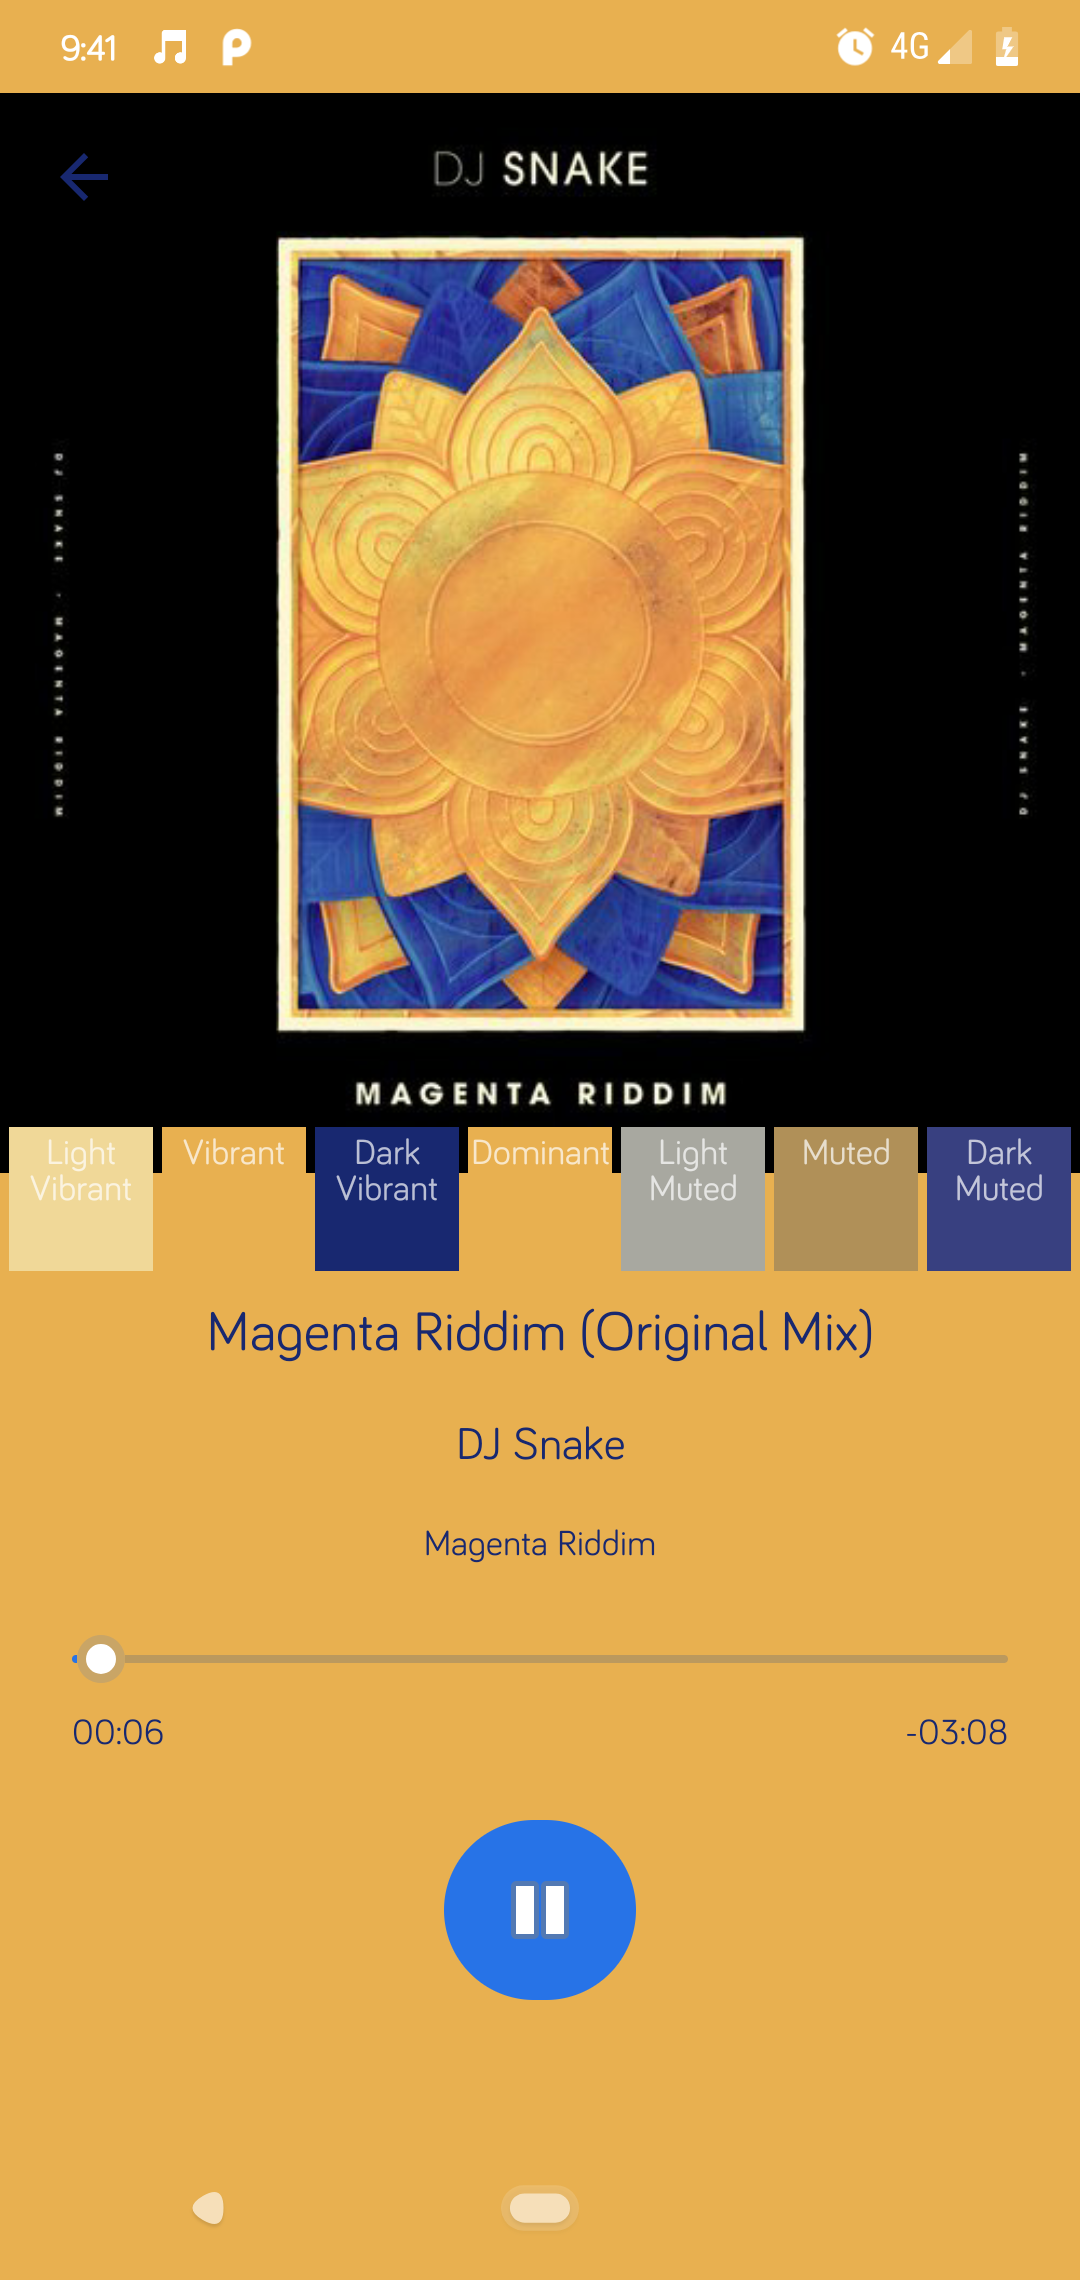 9:41
4G
DJ SNAKE
DJ SNAKE · MAGENTA RIDDIM
DJ SNAKE · MAGENTA RIDDIM
MAGENTA RIDDIM
Light Vibrant
Vibrant
Dark Vibrant
Dominant
Light Muted
Muted
Dark Muted
Magenta Riddim (Original Mix)
DJ Snake
Magenta Riddim
00:06
-03:08